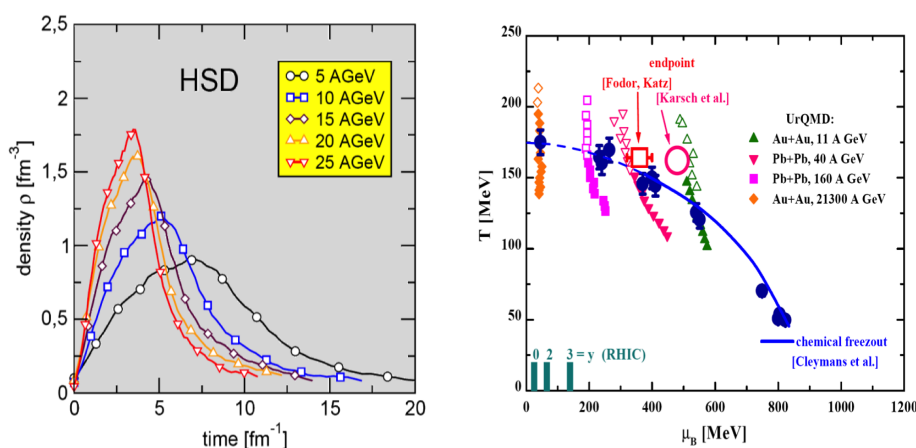 HSD
5 AGeV
10 AGeV
15 AGeV
20 AGeV
25 AGeV
density ρ [fm⁻³]
2,5
2
1,5
1
0,5
0
0 5 10 15 20
time [fm⁻¹]
endpoint
[Fodor, Katz]
[Karsch et al.]
UrQMD:
Au+Au, 11 A GeV
Pb+Pb, 40 A GeV
Pb+Pb, 160 A GeV
Au+Au, 21300 A GeV
T [MeV]
250
200
150
100
50
0
chemical freezout
[Cleymans et al.]
0 2 3 = y (RHIC)
0 200 400 600 800 1000 1200
μB [MeV]